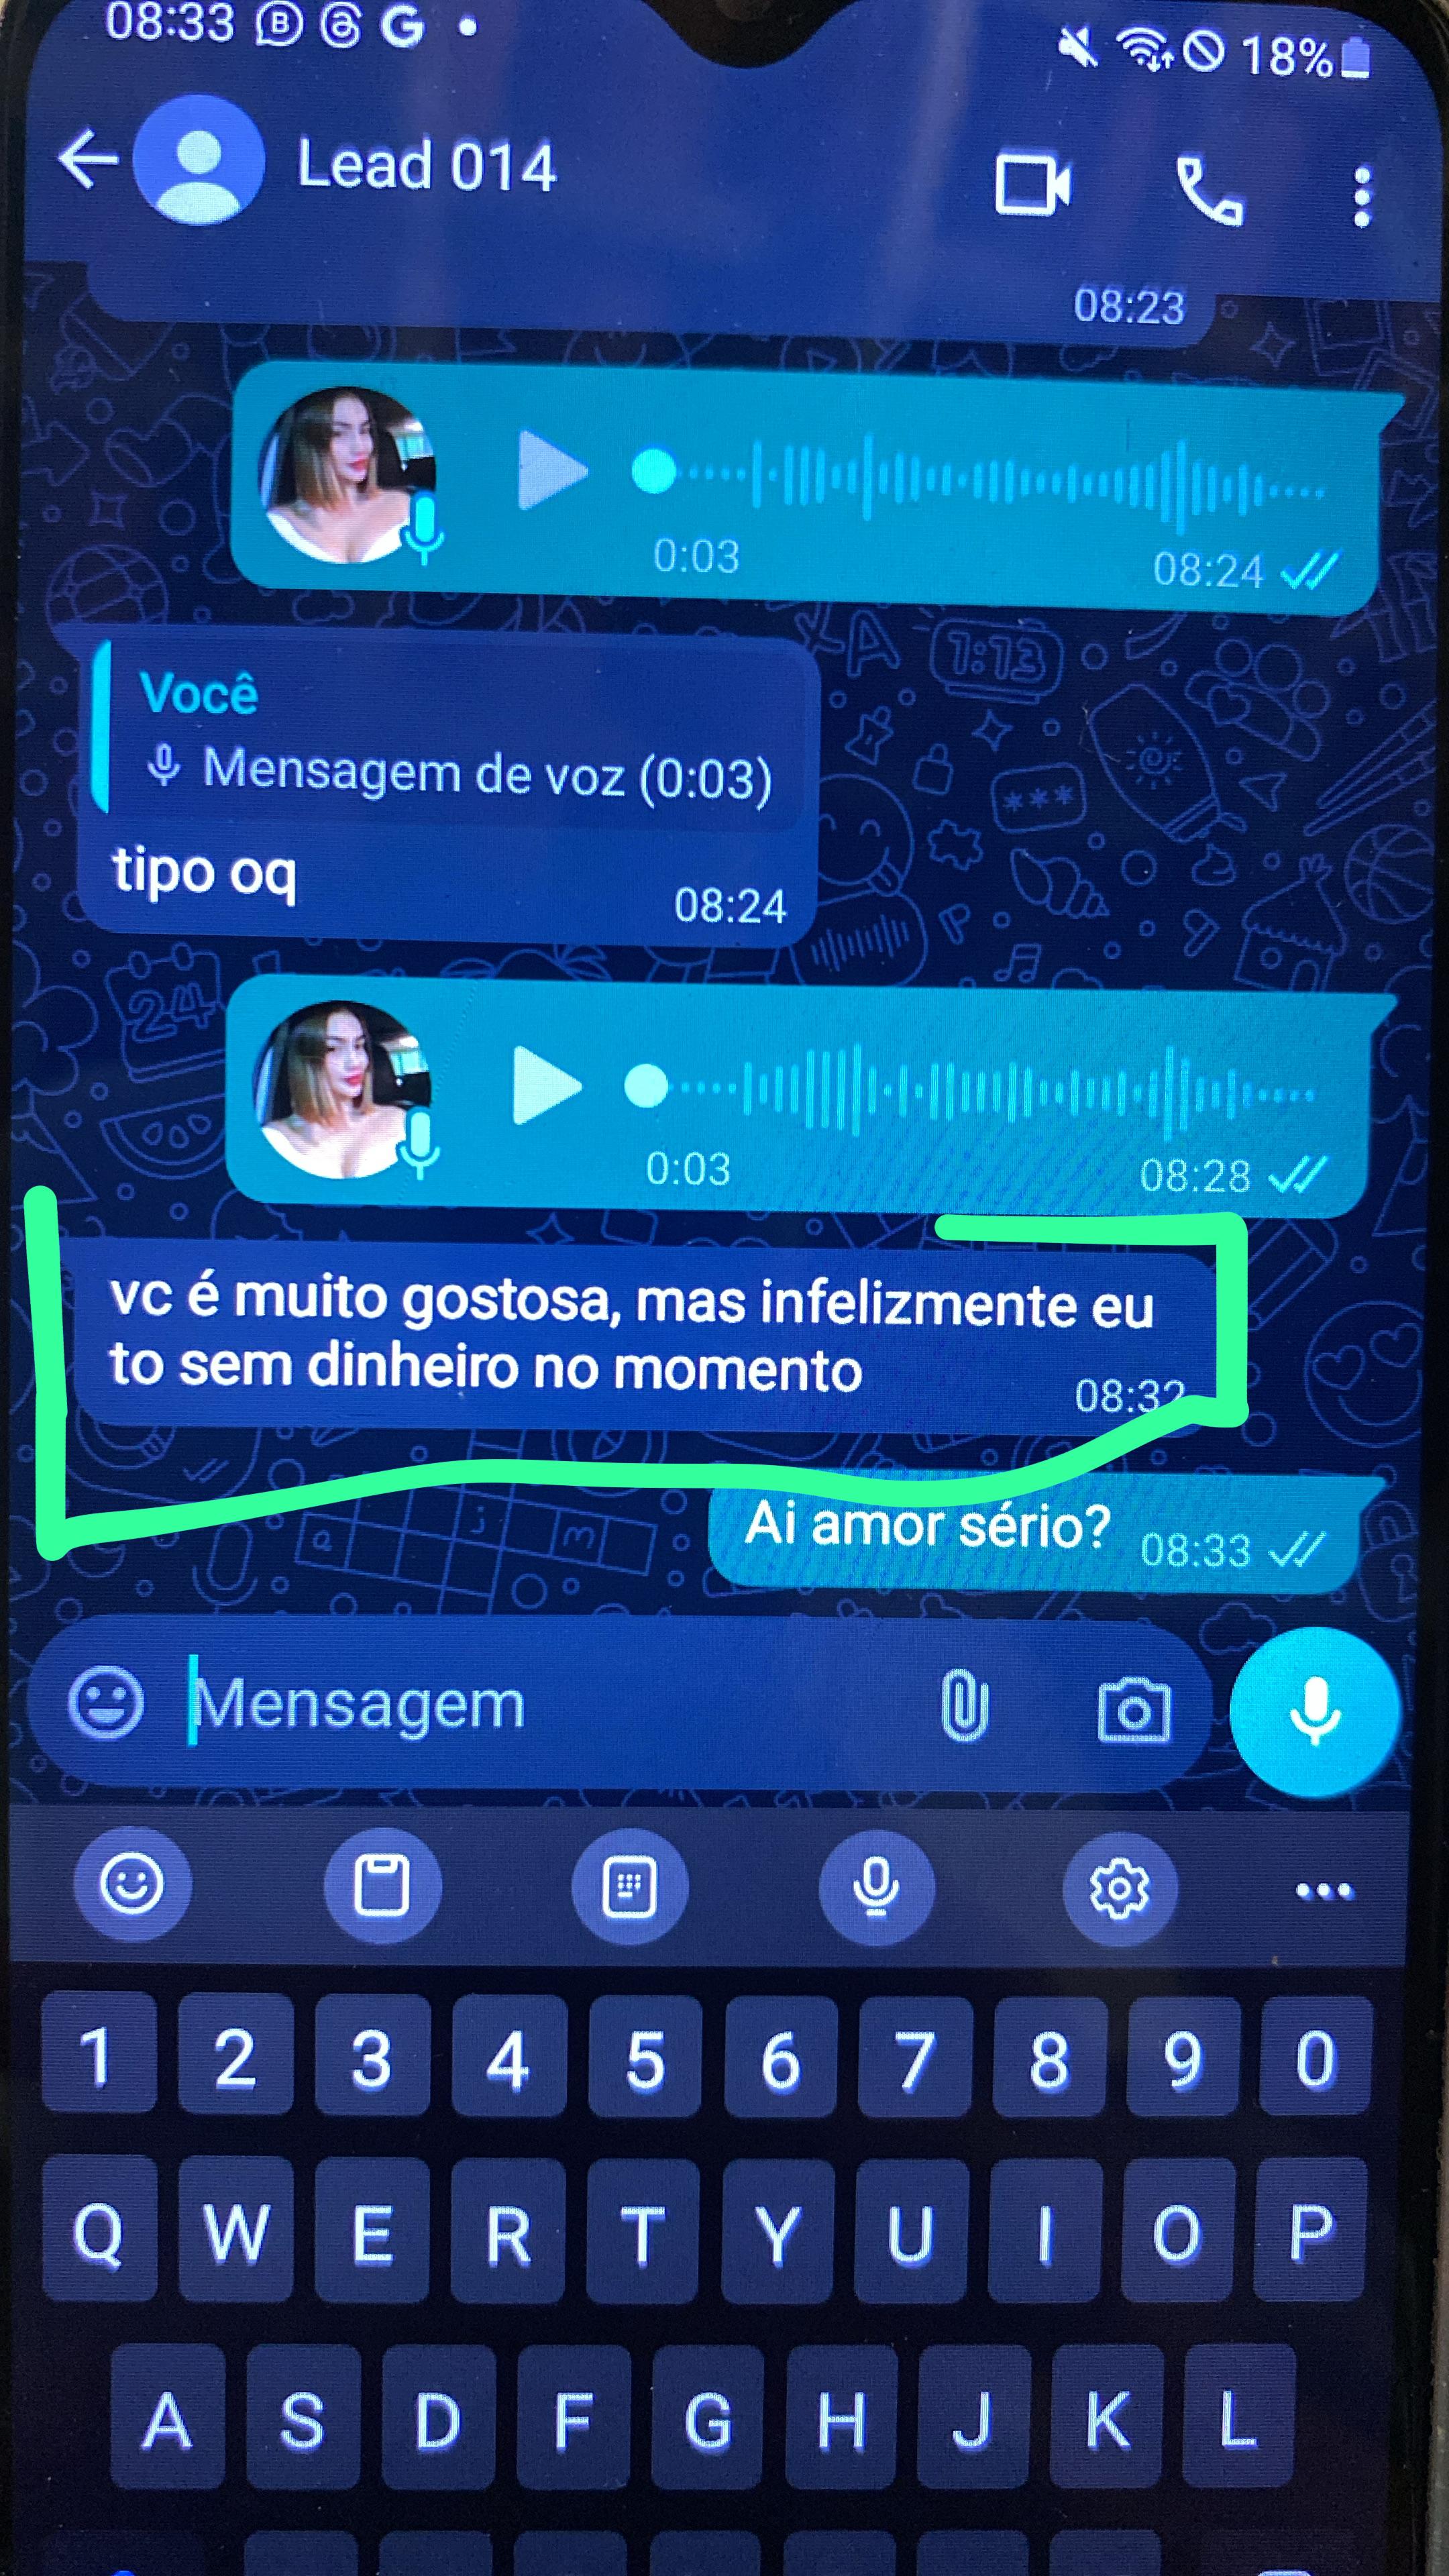 08:33 18%
Lead 014
08:23
0:03 08:24
Você
Mensagem de voz (0:03)
tipo oq 08:24
0:03 08:28
vc é muito gostosa, mas infelizmente eu
to sem dinheiro no momento
08:32
Ai amor sério? 08:33
Mensagem
1 2 3 4 5 6 7 8 9 0
Q W E R T Y U I O P
A S D F G H J K L